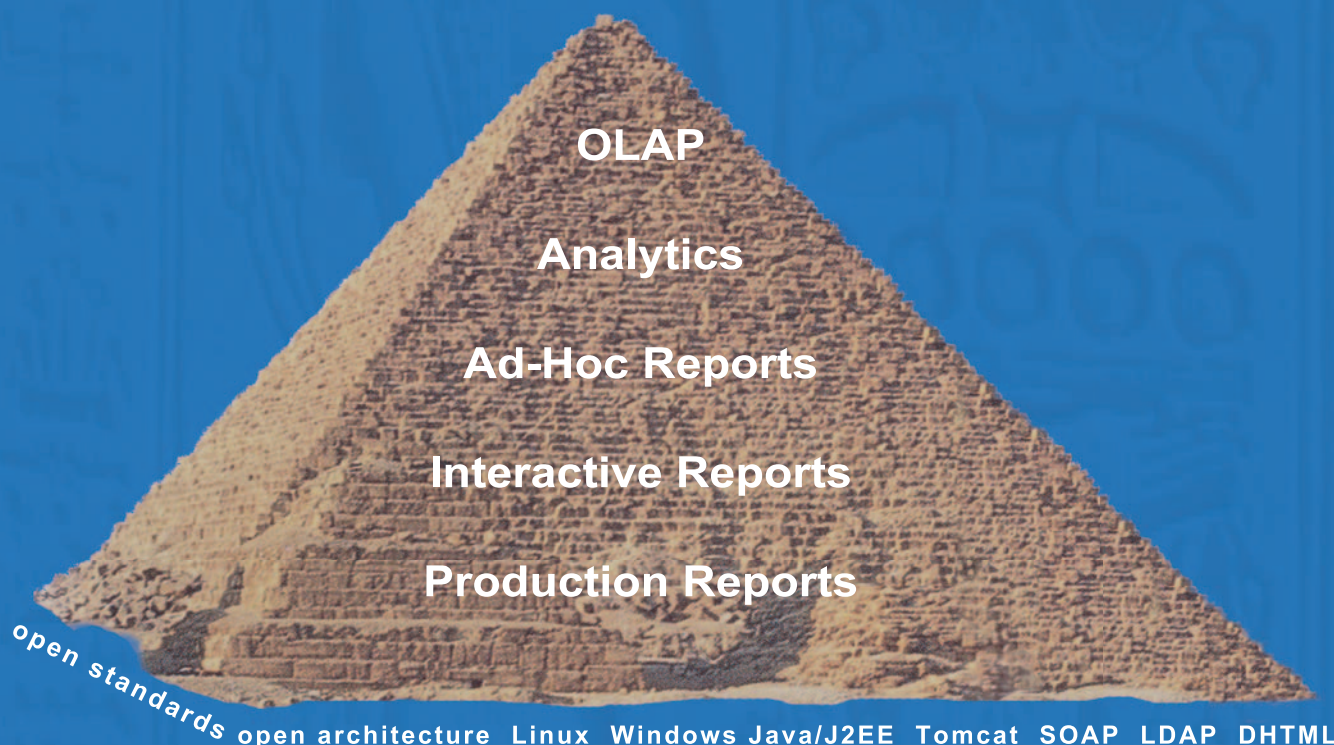 OLAP
Analytics
Ad-Hoc Reports
Interactive Reports
Production Reports
open standards open architecture Linux Windows Java/J2EE Tomcat SOAP LDAP DHTML